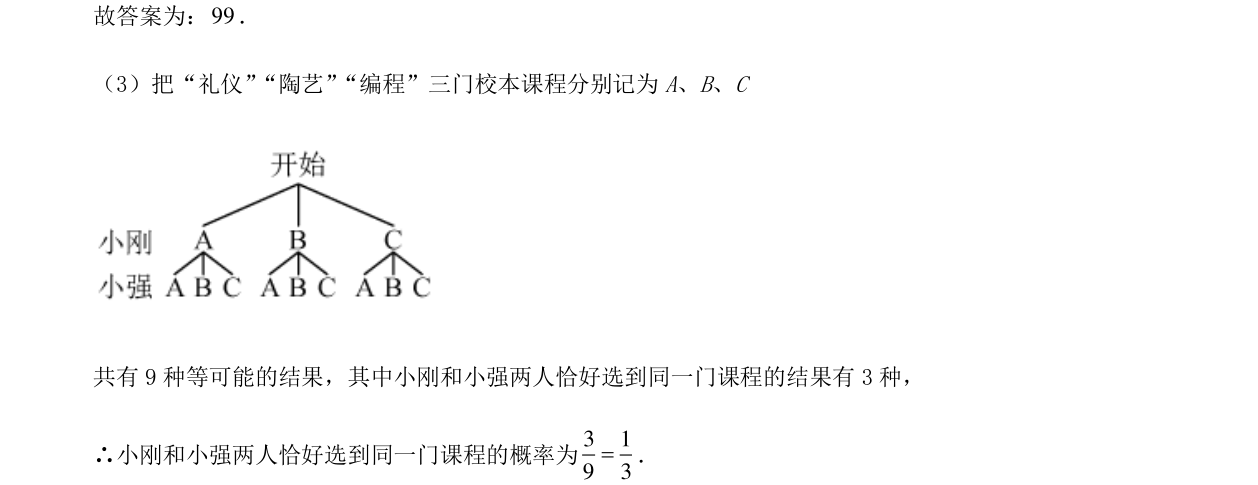 故答案为：99．
（3）把“礼仪”“陶艺”“编程”三门校本课程分别记为 A、B、C
开始
小刚 A B C
小强 A B C A B C A B C
共有 9 种等可能的结果，其中小刚和小强两人恰好选到同一门课程的结果有 3 种，
∴小刚和小强两人恰好选到同一门课程的概率为 3/9 = 1/3．